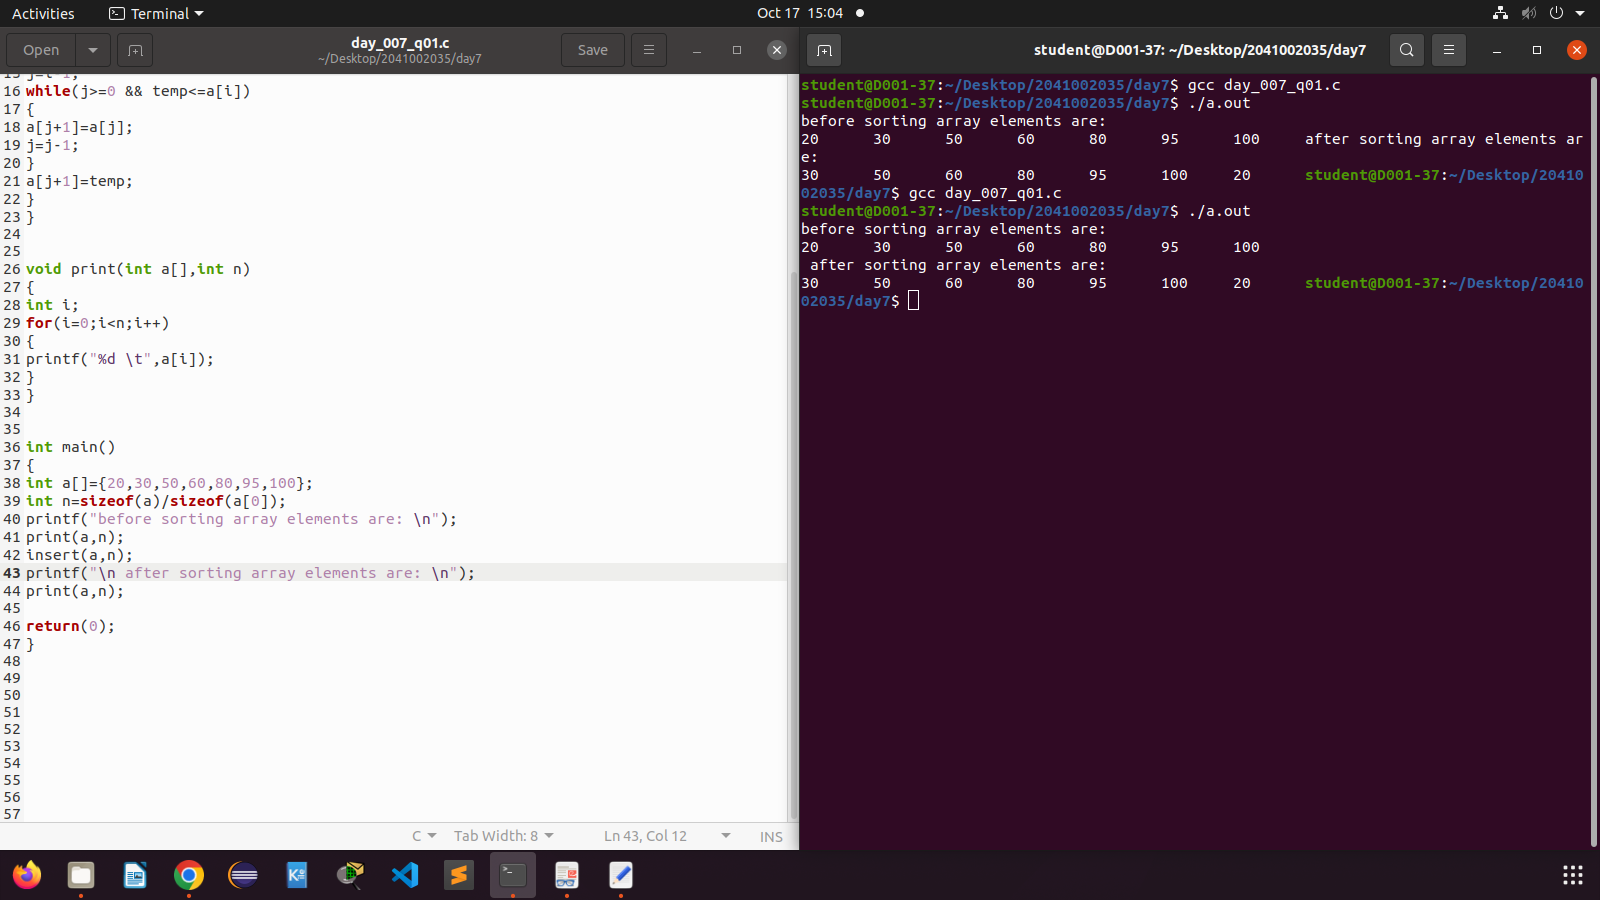 Activities
Terminal
Oct 17 15:04
Open
day_007_q01.c
~/Desktop/2041002035/day7
Save
16 while(j>=0 && temp<=a[i])
17 {
18 a[j+1]=a[j];
19 j=j-1;
20 }
21 a[j+1]=temp;
22 }
23 }
24
25
26 void print(int a[],int n)
27 {
28 int i;
29 for(i=0;i<n;i++)
30 {
31 printf("%d \t",a[i]);
32 }
33 }
34
35
36 int main()
37 {
38 int a[]={20,30,50,60,80,95,100};
39 int n=sizeof(a)/sizeof(a[0]);
40 printf("before sorting array elements are: \n");
41 print(a,n);
42 insert(a,n);
43 printf("\n after sorting array elements are: \n");
44 print(a,n);
45
46 return(0);
47 }
48
49
50
51
52
53
54
55
56
57
C
Tab Width: 8
Ln 43, Col 12
INS
student@D001-37: ~/Desktop/2041002035/day7
student@D001-37:~/Desktop/2041002035/day7$ gcc day_007_q01.c
student@D001-37:~/Desktop/2041002035/day7$ ./a.out
before sorting array elements are:
20 30 50 60 80 95 100 after sorting array elements ar
e:
30 50 60 80 95 100 20 student@D001-37:~/Desktop/20410
02035/day7$ gcc day_007_q01.c
student@D001-37:~/Desktop/2041002035/day7$ ./a.out
before sorting array elements are:
20 30 50 60 80 95 100
after sorting array elements are:
30 50 60 80 95 100 20 student@D001-37:~/Desktop/20410
02035/day7$